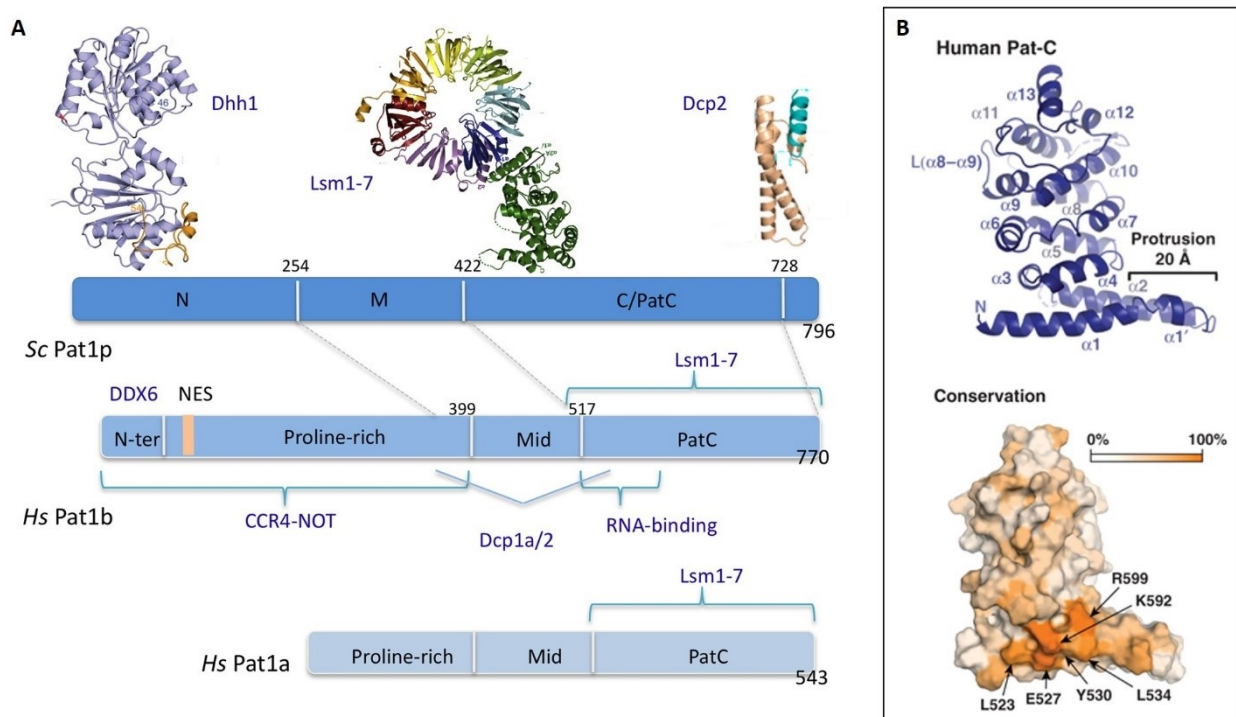 A
Dhh1
46
Lsm1-7
Dcp2
254
422
728
N
M
C/PatC
796
Sc Pat1p
Lsm1-7
DDX6
NES
399
517
N-ter
Proline-rich
Mid
PatC
770
Hs Pat1b
CCR4-NOT
Dcp1a/2
RNA-binding
Lsm1-7
Hs Pat1a
Proline-rich
Mid
PatC
543
B
Human Pat-C
α13
α11
α12
L(α8–α9)
α10
α9
α8
α6
α7
α5
Protrusion
20 Å
α3
α4
α2
N
α1
α1′
Conservation
0%
100%
R599
K592
L523
E527
Y530
L534